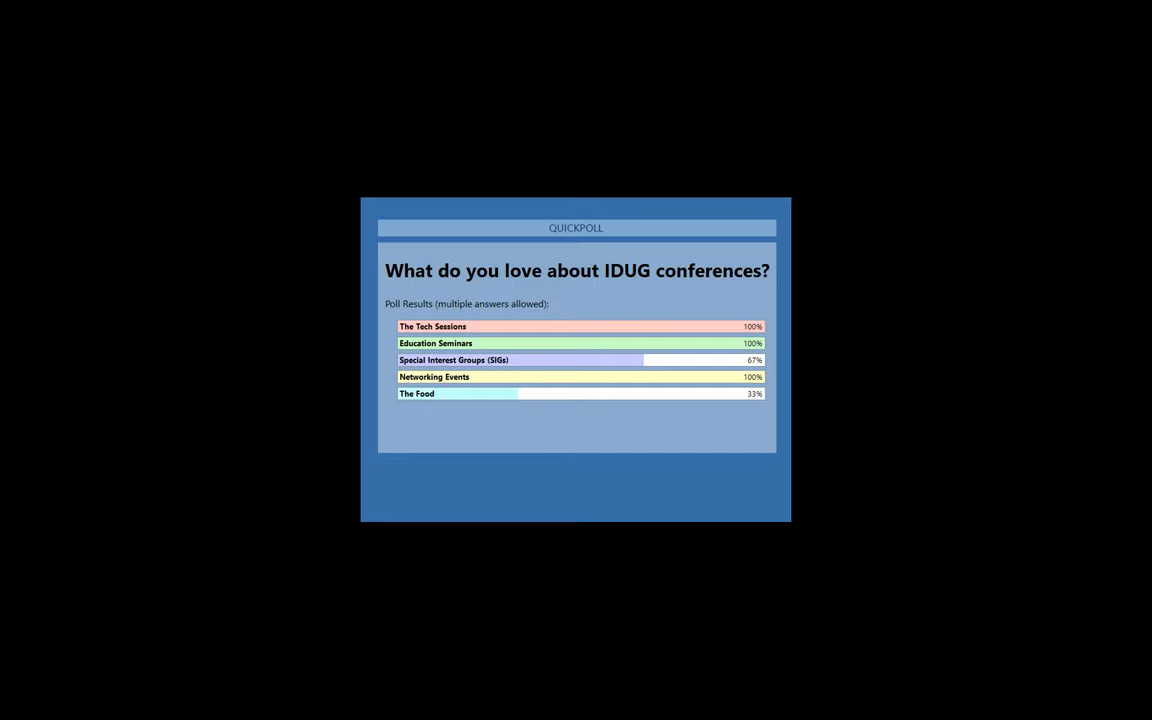 QUICKPOLL
What do you love about IDUG conferences?
Poll Results (multiple answers allowed):
The Tech Sessions 100%
Education Seminars 100%
Special Interest Groups (SIGs) 67%
Networking Events 100%
The Food 33%